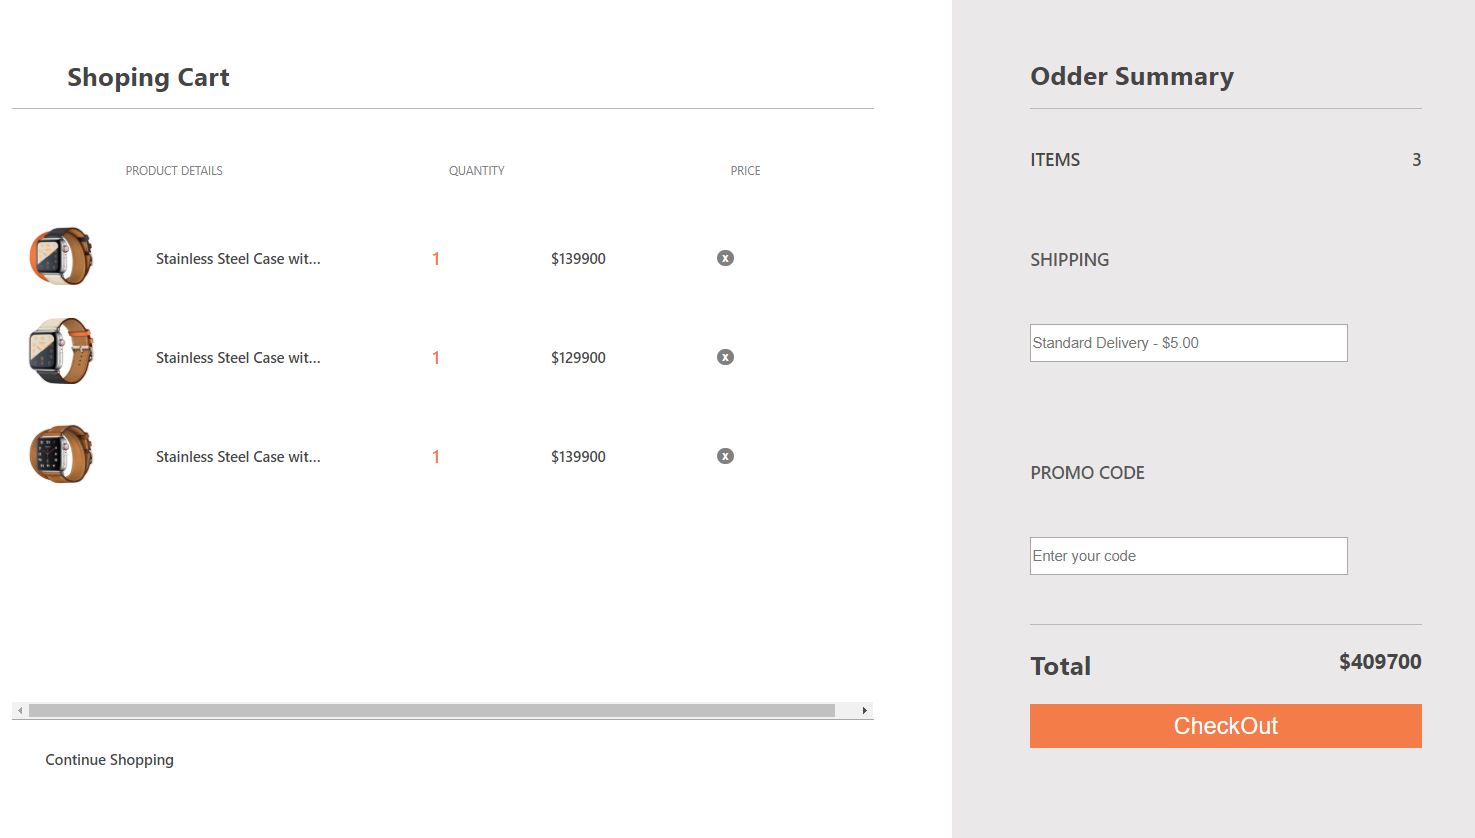 Shoping Cart
PRODUCT DETAILS QUANTITY PRICE
Stainless Steel Case wit... 1 $139900 x
Stainless Steel Case wit... 1 $129900 x
Stainless Steel Case wit... 1 $139900 x
Continue Shopping
Odder Summary
ITEMS 3
SHIPPING
Standard Delivery - $5.00
PROMO CODE
Enter your code
Total $409700
CheckOut